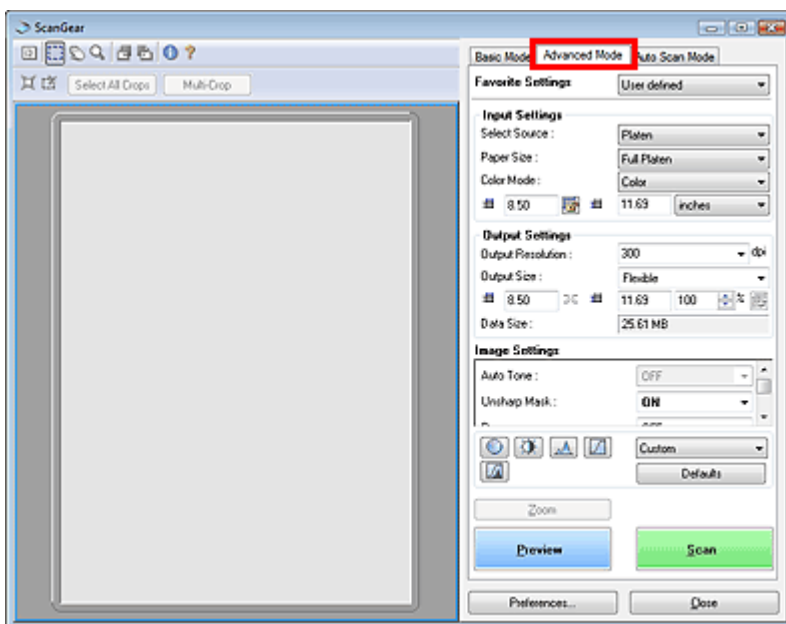 ScanGear
Basic Mode Advanced Mode Auto Scan Mode
Select All Crops Multi-Crop
Favorite Settings User defined
Input Settings
Select Source : Platen
Paper Size : Full Platen
Color Mode : Color
8.50 11.69 inches
Output Settings
Output Resolution : 300 dpi
Output Size : Flexible
8.50 11.69 100 %
Data Size : 25.61 MB
Image Settings
Auto Tone : OFF
Unsharp Mask : ON
Custom
Defaults
Zoom
Preview Scan
Preferences... Close